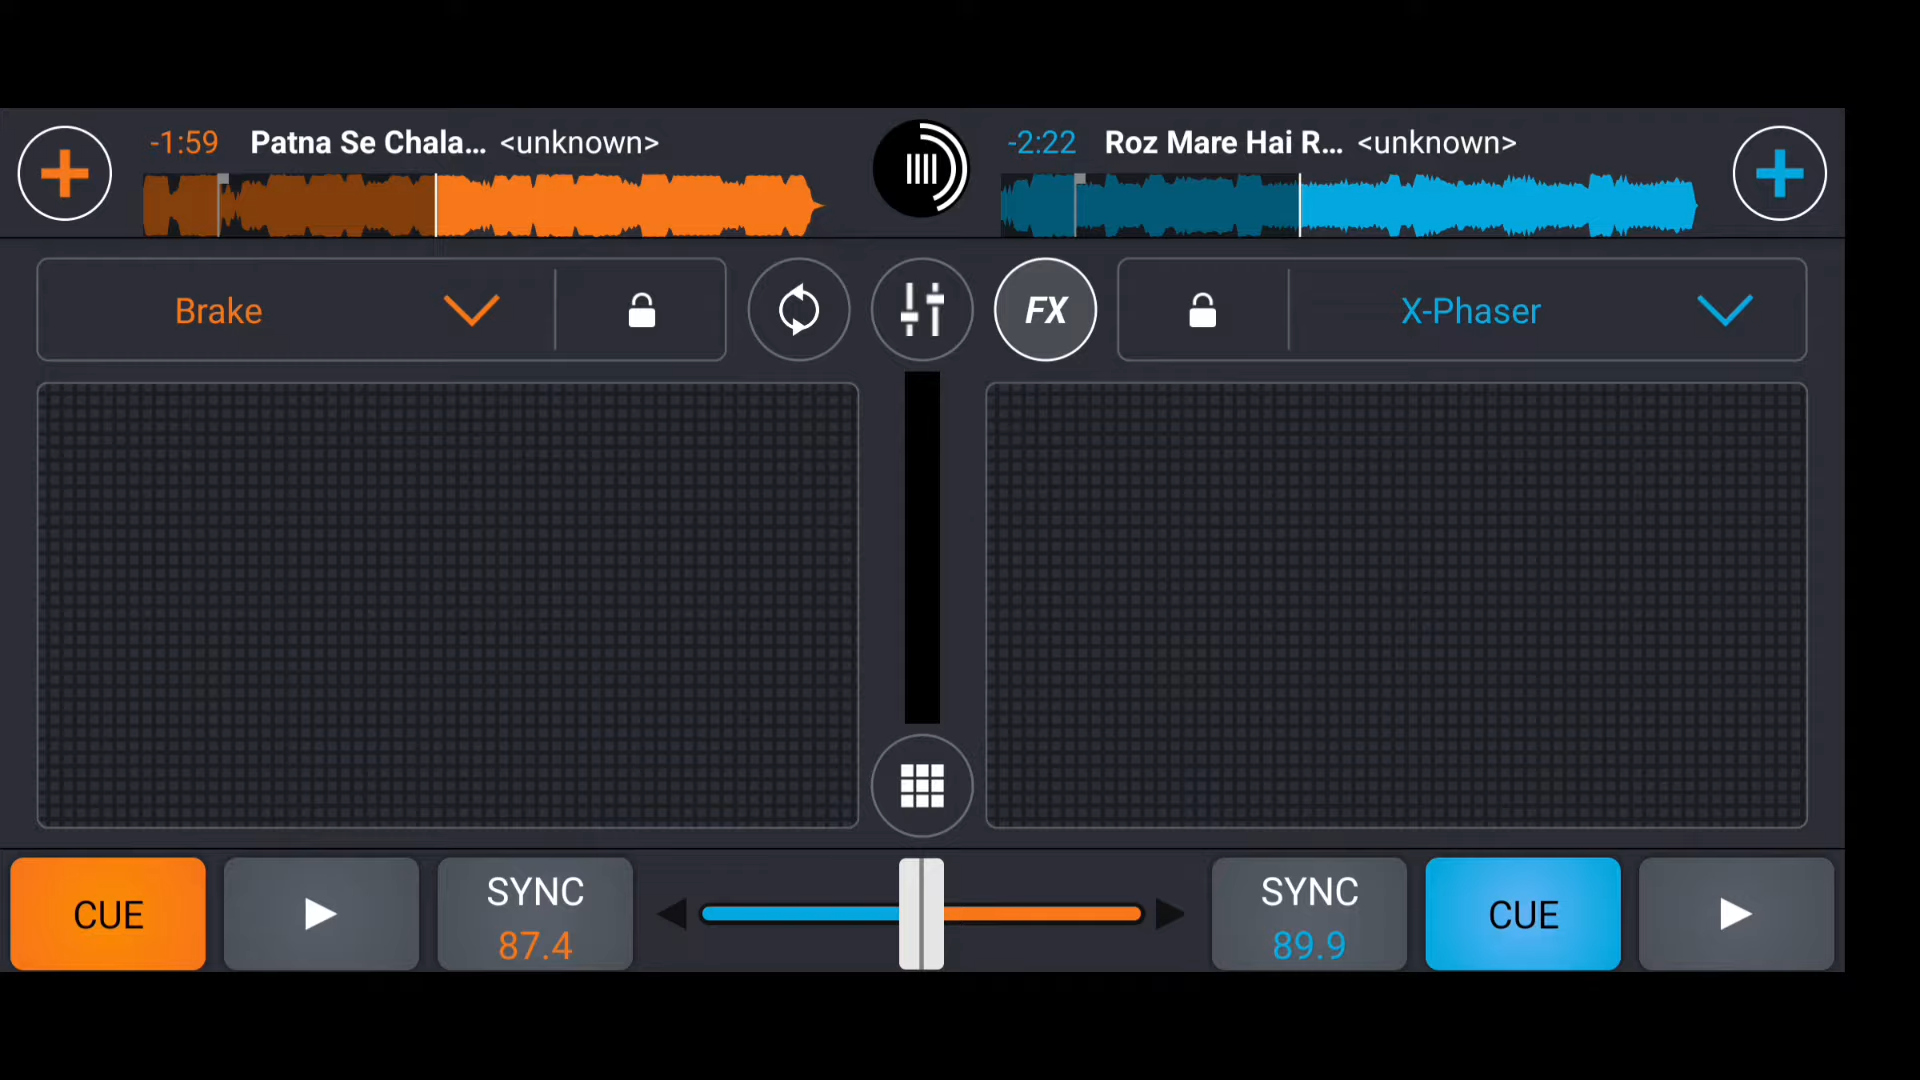 -1:59 Patna Se Chala... <unknown>
-2:22 Roz Mare Hai R... <unknown>
Brake
FX
X-Phaser
CUE
SYNC
87.4
SYNC
89.9
CUE